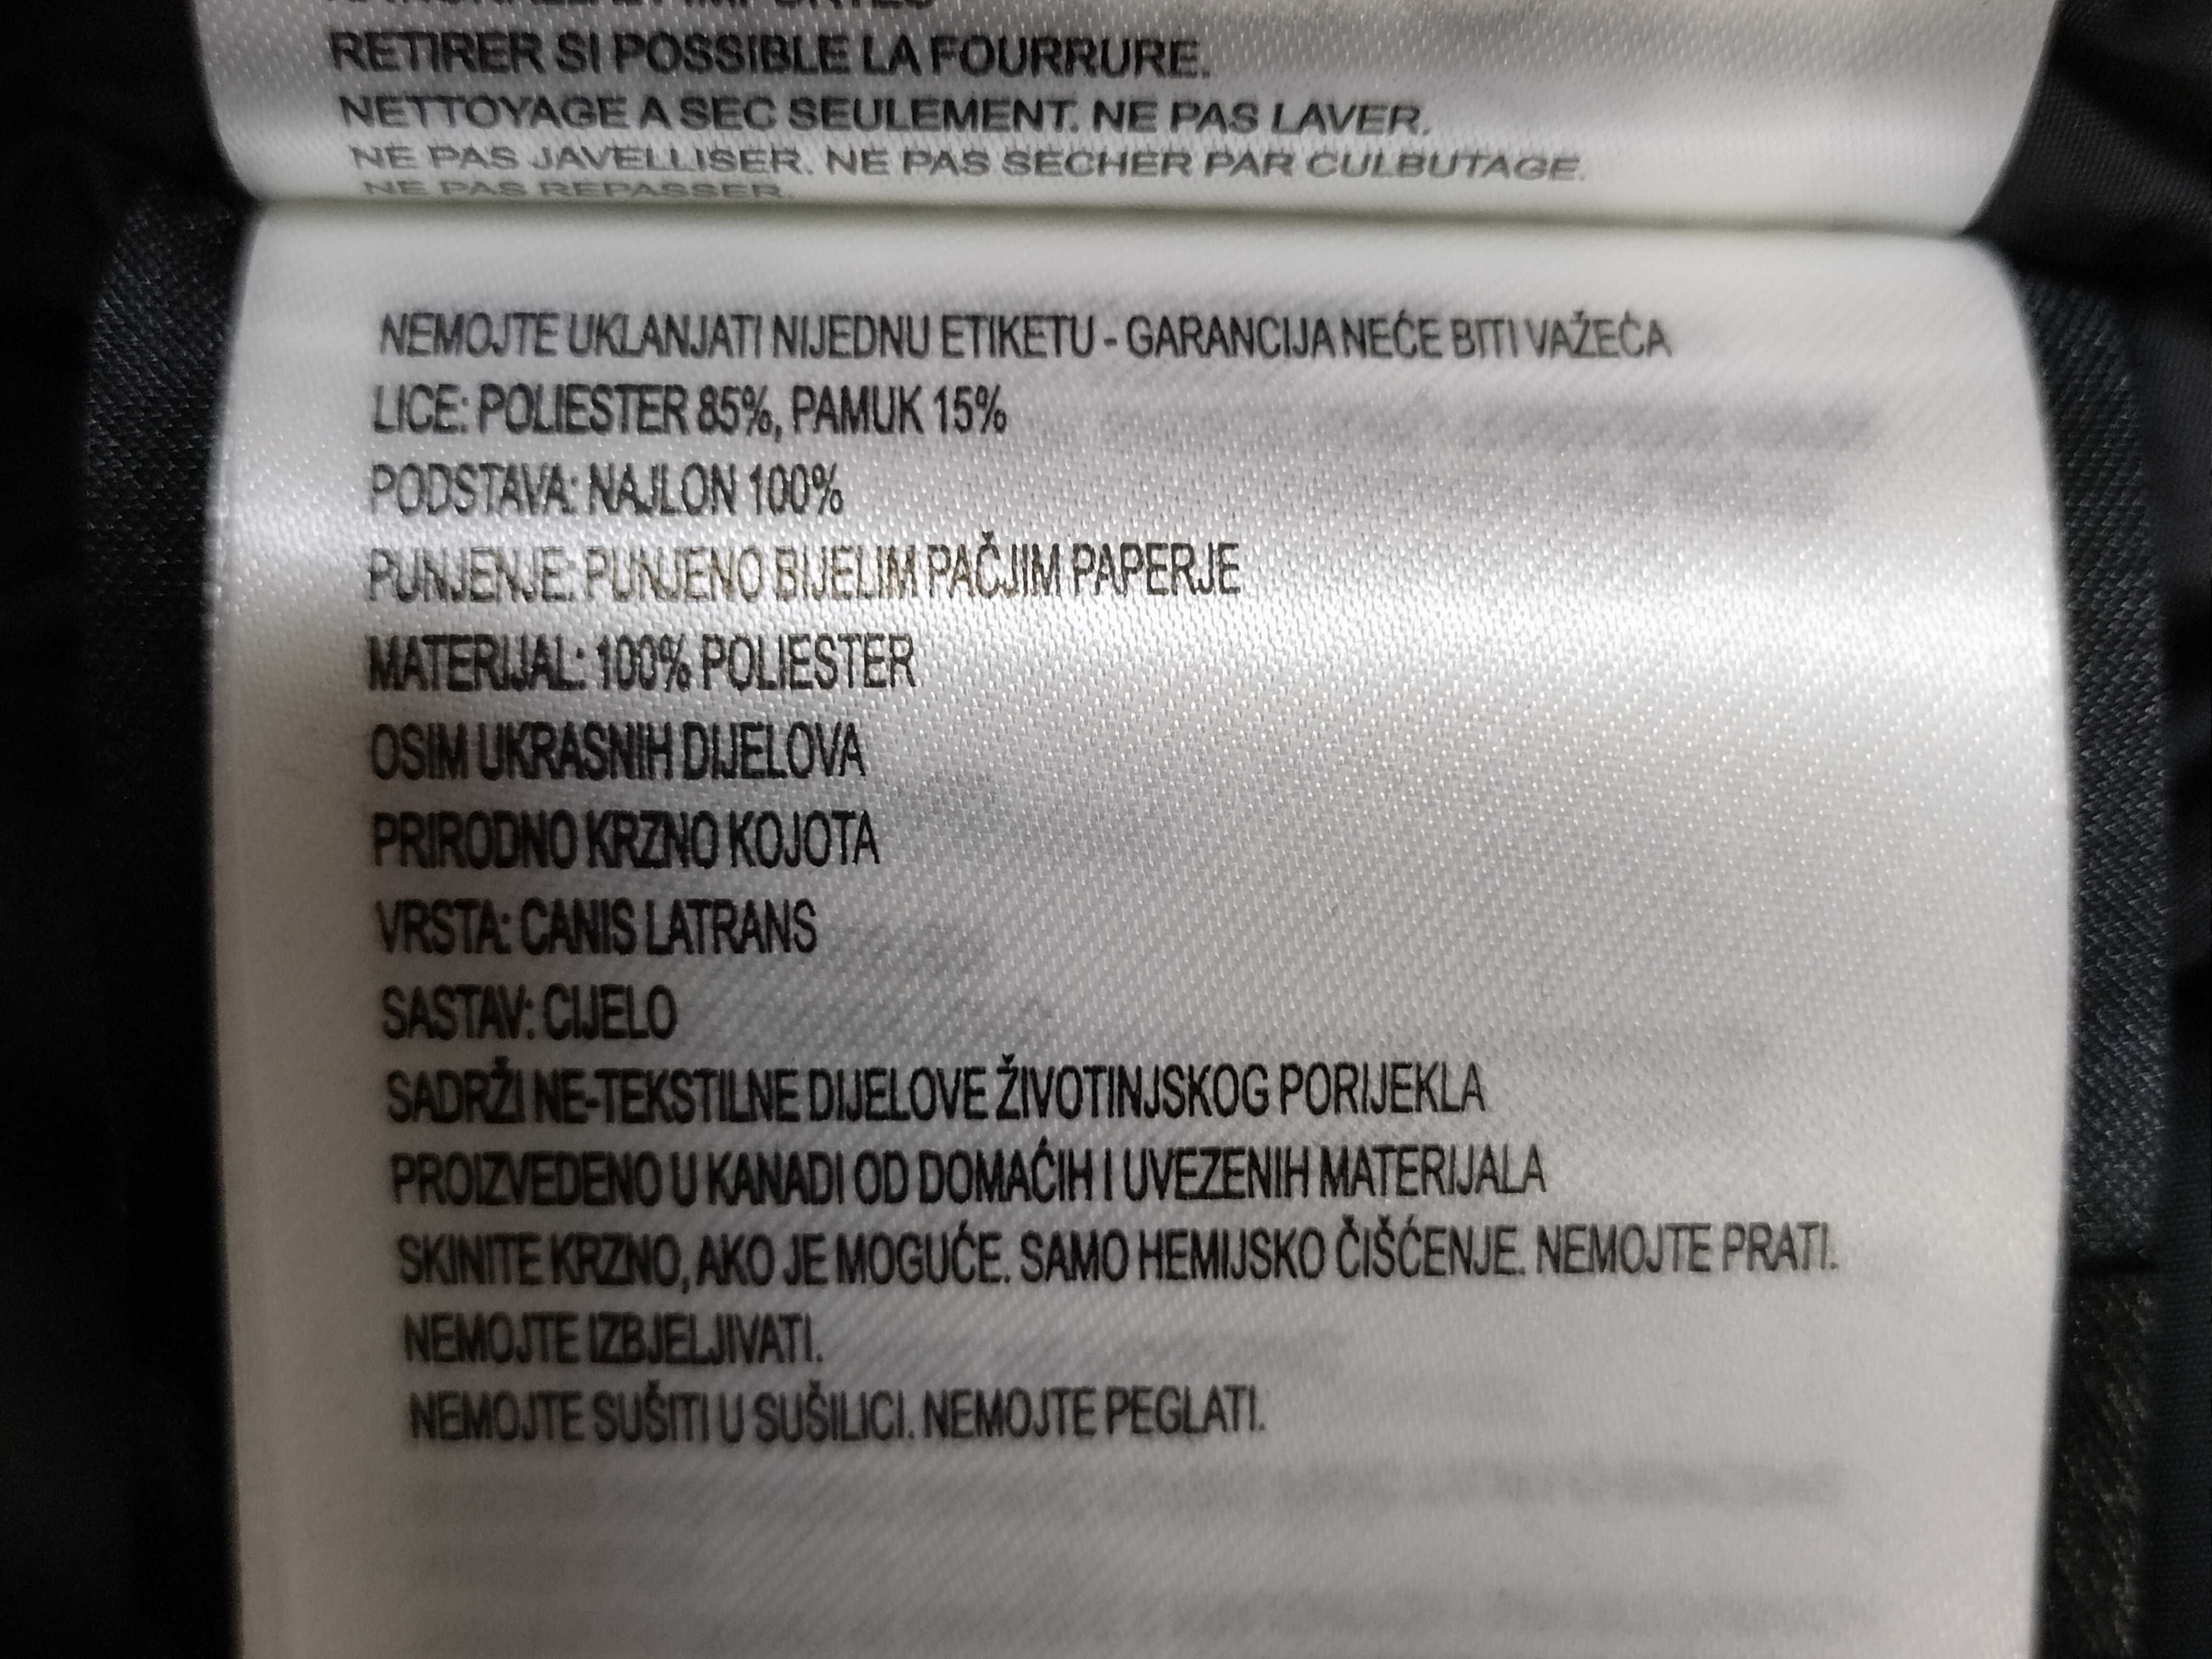 RETIRER SI POSSIBLE LA FOURRURE.
NETTOYAGE A SEC SEULEMENT. NE PAS LAVER.
NE PAS JAVELLISER. NE PAS SECHER PAR CULBUTAGE.
NE PAS REPASSER.
NEMOJTE UKLANJATI NIJEDNU ETIKETU - GARANCIJA NEĆE BITI VAŽEĆA
LICE: POLIESTER 85%, PAMUK 15%
PODSTAVA: NAJLON 100%
PUNJENJE: PUNJENO BIJELIM PAČJIM PAPERJE
MATERIJAL: 100% POLIESTER
OSIM UKRASNIH DIJELOVA
PRIRODNO KRZNO KOJOTA
VRSTA: CANIS LATRANS
SASTAV: CIJELO
SADRŽI NE-TEKSTILNE DIJELOVE ŽIVOTINJSKOG PORIJEKLA
PROIZVEDENO U KANADI OD DOMAĆIH I UVEZENIH MATERIJALA
SKINITE KRZNO, AKO JE MOGUĆE. SAMO HEMIJSKO ČIŠĆENJE. NEMOJTE PRATI.
NEMOJTE IZBJELJIVATI.
NEMOJTE SUŠITI U SUŠILICI. NEMOJTE PEGLATI.